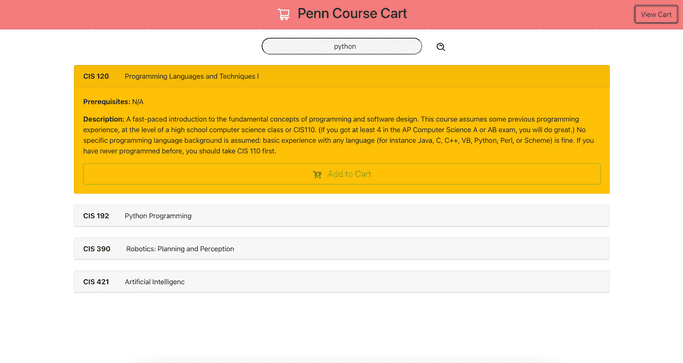 Penn Course Cart
View Cart
python
CIS 120 Programming Languages and Techniques I
Prerequisites: N/A
Description: A fast-paced introduction to the fundamental concepts of programming and software design. This course assumes some previous programming
experience, at the level of a high school computer science class or CIS110. (If you got at least 4 in the AP Computer Science A or AB exam, you will do great.) No
specific programming language background is assumed: basic experience with any language (for instance Java, C, C++, VB, Python, Perl, or Scheme) is fine. If you
have never programmed before, you should take CIS 110 first.
Add to Cart
CIS 192 Python Programming
CIS 390 Robotics: Planning and Perception
CIS 421 Artificial Intelligenc